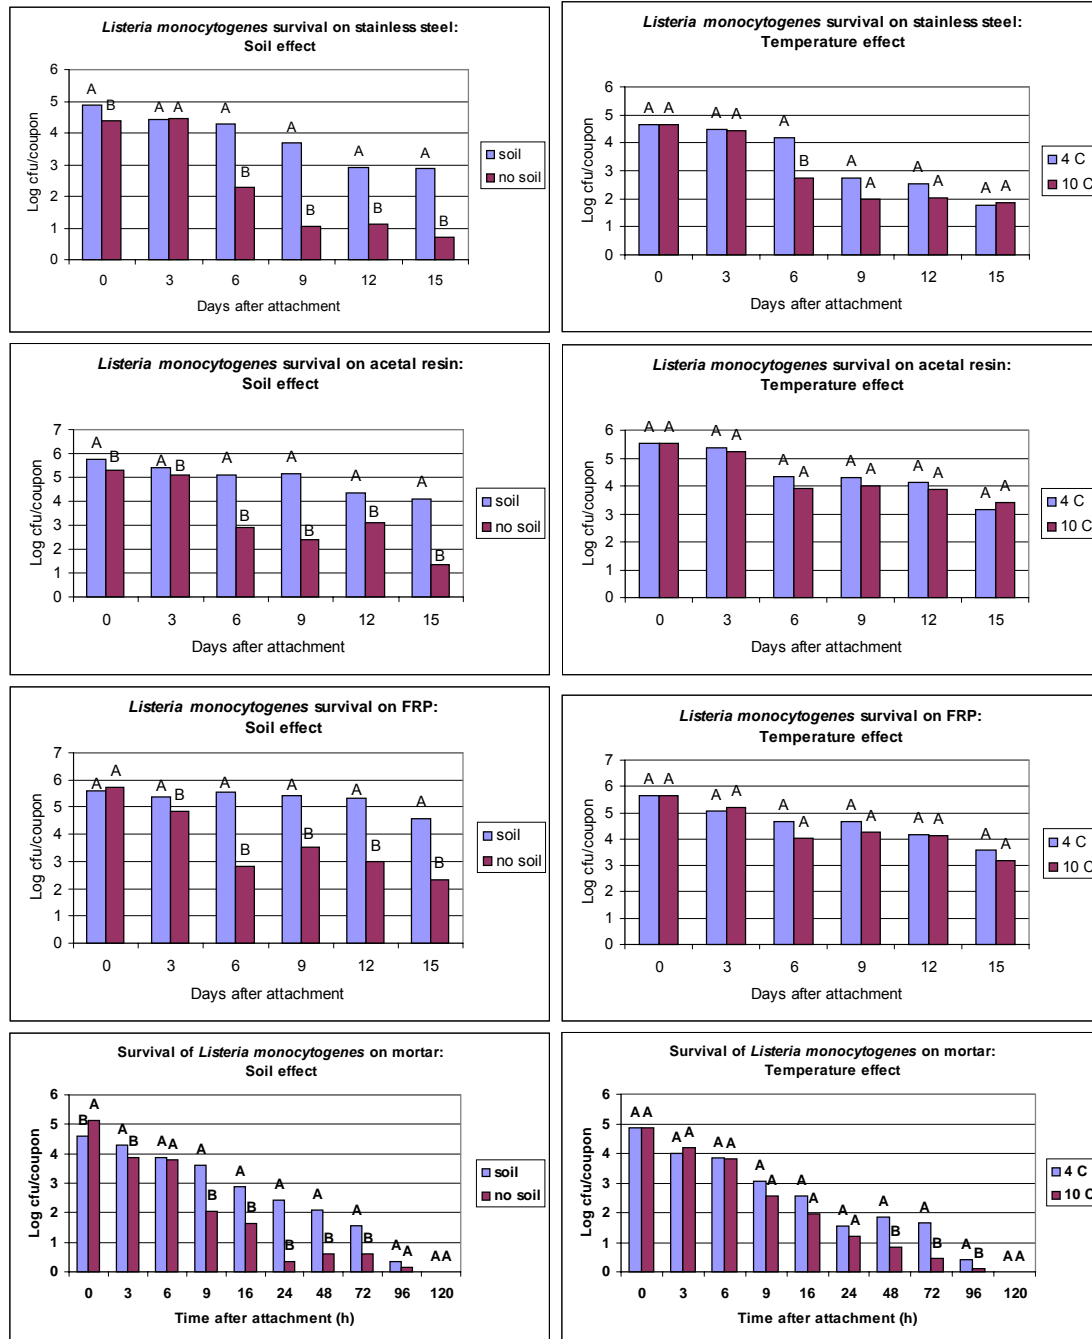 Listeria monocytogenes survival on stainless steel:
Soil effect
6
5
4
3
2
1
0
Log cfu/coupon
A B A A A B A B A B A B
0 3 6 9 12 15
Days after attachment
soil
no soil
Listeria monocytogenes survival on stainless steel:
Temperature effect
6
5
4
3
2
1
0
Log cfu/coupon
A A A A A B A A A A A A
0 3 6 9 12 15
Days after attachment
4 C
10 C
Listeria monocytogenes survival on acetal resin:
Soil effect
7
6
5
4
3
2
1
0
Log cfu/coupon
A B A B A B A B A B A B
0 3 6 9 12 15
Days after attachment
soil
no soil
Listeria monocytogenes survival on acetal resin:
Temperature effect
6
5
4
3
2
1
0
Log cfu/coupon
A A A A A A A A A A A A
0 3 6 9 12 15
Days after attachment
4 C
10 C
Listeria monocytogenes survival on FRP:
Soil effect
7
6
5
4
3
2
1
0
Log cfu/coupon
A A A B A B A B A B A B
0 3 6 9 12 15
Days after attachment
soil
no soil
Listeria monocytogenes survival on FRP:
Temperature effect
7
6
5
4
3
2
1
0
Log cfu/coupon
A A A A A A A A A A A A
0 3 6 9 12 15
Days after attachment
4 C
10 C
Survival of Listeria monocytogenes on mortar:
Soil effect
6
5
4
3
2
1
0
Log cfu/coupon
B A A B A A A B A B A B A B A B A A A A
0 3 6 9 16 24 48 72 96 120
Time after attachment (h)
soil
no soil
Survival of Listeria monocytogenes on mortar:
Temperature effect
6
5
4
3
2
1
0
Log cfu/coupon
A A A A A A A A A A A A A B A B A B A A
0 3 6 9 16 24 48 72 96 120
Time after attachment (h)
4 C
10 C